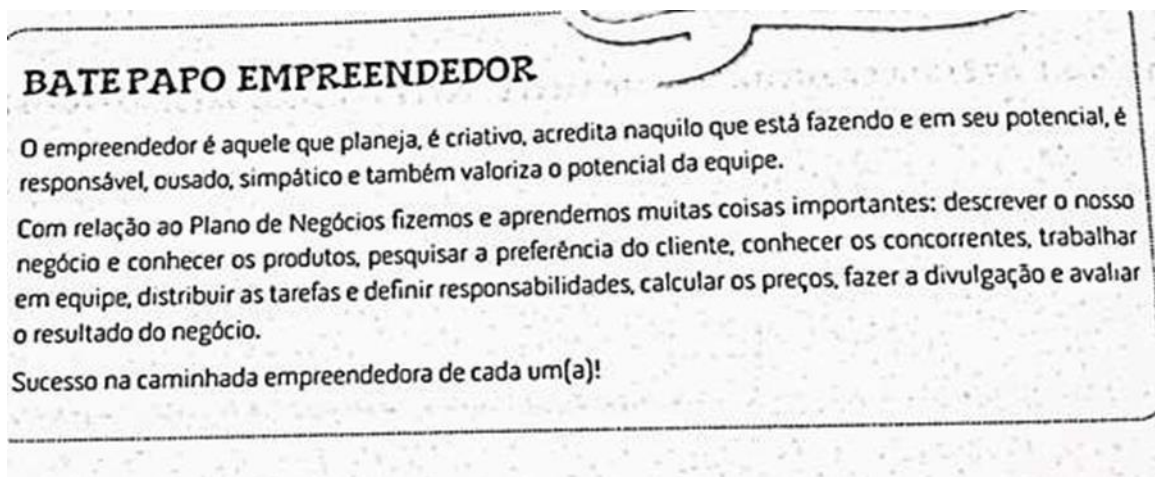 BATE PAPO EMPREENDEDOR
O empreendedor é aquele que planeja, é criativo, acredita naquilo que está fazendo e em seu potencial, é
responsável, ousado, simpático e também valoriza o potencial da equipe.
Com relação ao Plano de Negócios fizemos e aprendemos muitas coisas importantes: descrever o nosso
negócio e conhecer os produtos, pesquisar a preferência do cliente, conhecer os concorrentes, trabalhar
em equipe, distribuir as tarefas e definir responsabilidades, calcular os preços, fazer a divulgação e avaliar
o resultado do negócio.
Sucesso na caminhada empreendedora de cada um(a)!